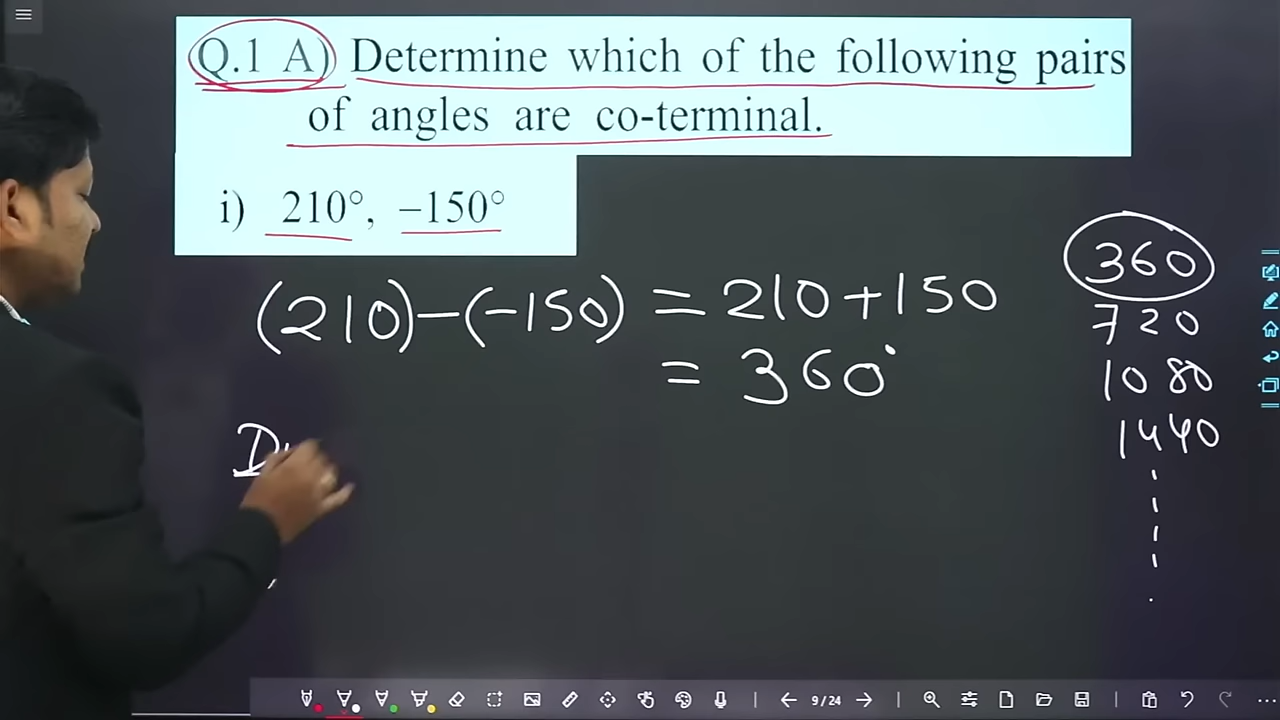 Q.1 A) Determine which of the following pairs
of angles are co-terminal.
i) 210°, –150°
(210)-(-150) = 210+150
= 360°
360
720
1080
1440
9/24